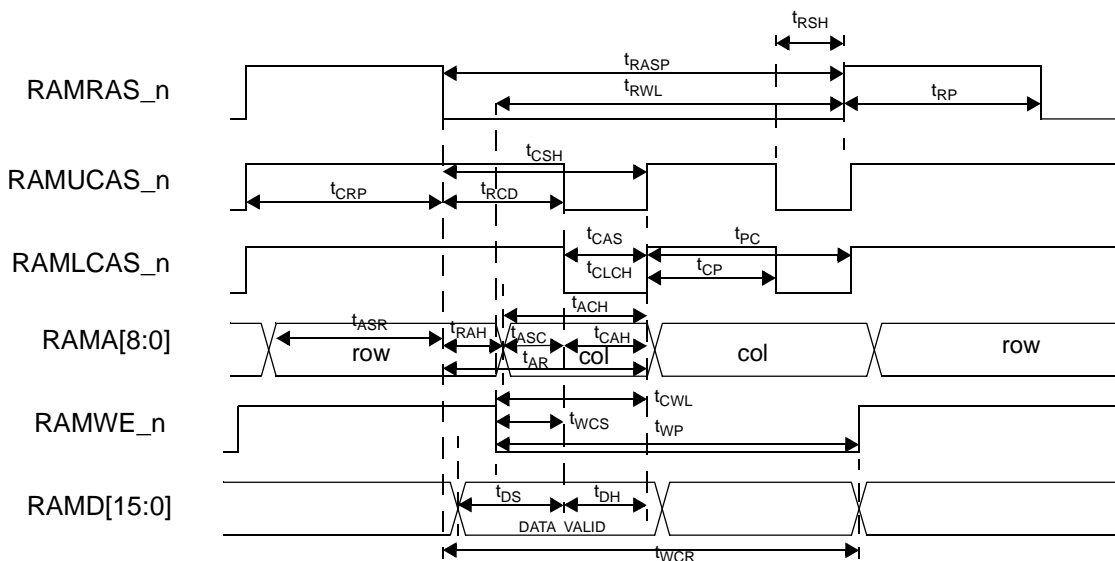 tRSH
tRASP
RAMRAS_n
tRWL
tRP
tCSH
RAMUCAS_n
tCRP
tRCD
tCAS
tPC
RAMLCAS_n
tCLCH
tCP
tACH
RAMA[8:0]
tASR
tRAH
tASC
tCAH
row
col
col
row
tAR
tCWL
RAMWE_n
tWCS
tWP
RAMD[15:0]
tDS
tDH
DATA VALID
tWCR